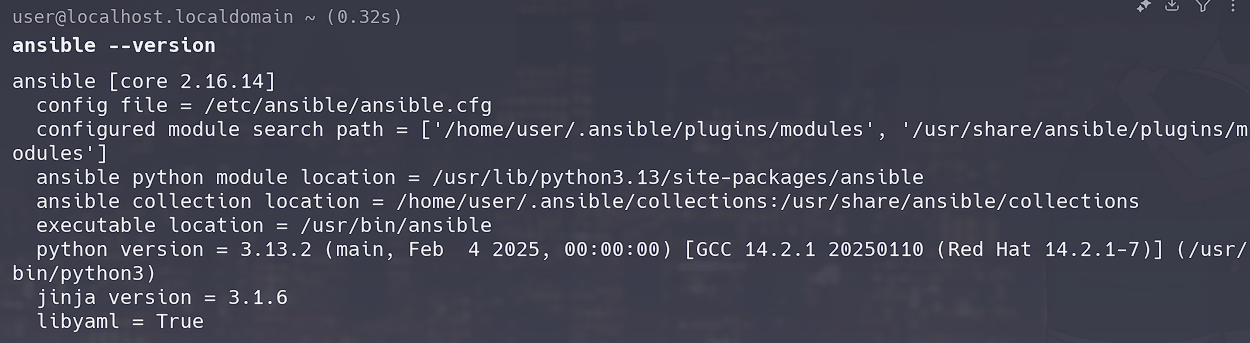 user@localhost.localdomain ~ (0.32s)
ansible --version
ansible [core 2.16.14]
  config file = /etc/ansible/ansible.cfg
  configured module search path = ['/home/user/.ansible/plugins/modules', '/usr/share/ansible/plugins/m
odules']
  ansible python module location = /usr/lib/python3.13/site-packages/ansible
  ansible collection location = /home/user/.ansible/collections:/usr/share/ansible/collections
  executable location = /usr/bin/ansible
  python version = 3.13.2 (main, Feb  4 2025, 00:00:00) [GCC 14.2.1 20250110 (Red Hat 14.2.1-7)] (/usr/
bin/python3)
  jinja version = 3.1.6
  libyaml = True